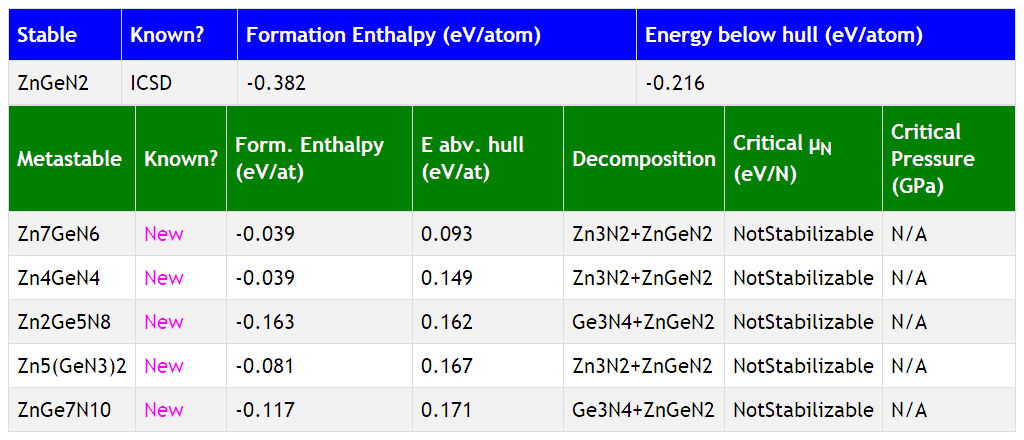 Stable Known? Formation Enthalpy (eV/atom) Energy below hull (eV/atom)
ZnGeN2 ICSD -0.382 -0.216
Metastable Known? Form. Enthalpy (eV/at) E abv. hull (eV/at) Decomposition Critical μN (eV/N) Critical Pressure (GPa)
Zn7GeN6 New -0.039 0.093 Zn3N2+ZnGeN2 NotStabilizable N/A
Zn4GeN4 New -0.039 0.149 Zn3N2+ZnGeN2 NotStabilizable N/A
Zn2Ge5N8 New -0.163 0.162 Ge3N4+ZnGeN2 NotStabilizable N/A
Zn5(GeN3)2 New -0.081 0.167 Zn3N2+ZnGeN2 NotStabilizable N/A
ZnGe7N10 New -0.117 0.171 Ge3N4+ZnGeN2 NotStabilizable N/A